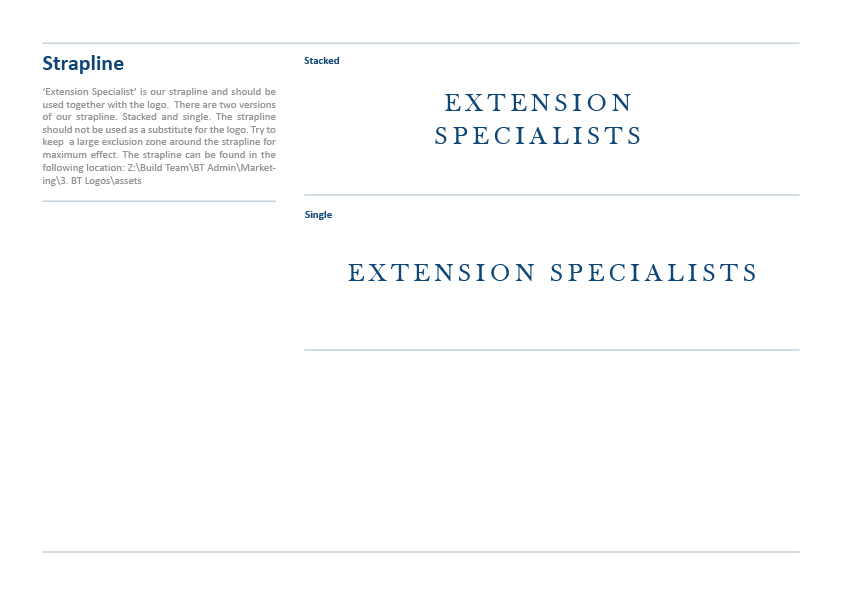 Strapline
‘Extension Specialist’ is our strapline and should be
used together with the logo.  There are two versions
of our strapline. Stacked and single. The strapline
should not be used as a substitute for the logo. Try to
keep  a large exclusion zone around the strapline for
maximum effect. The strapline can be found in the
following location: Z:\Build Team\BT Admin\Market-
ing\3. BT Logos\assets
Stacked
EXTENSION
SPECIALISTS
Single
EXTENSION SPECIALISTS